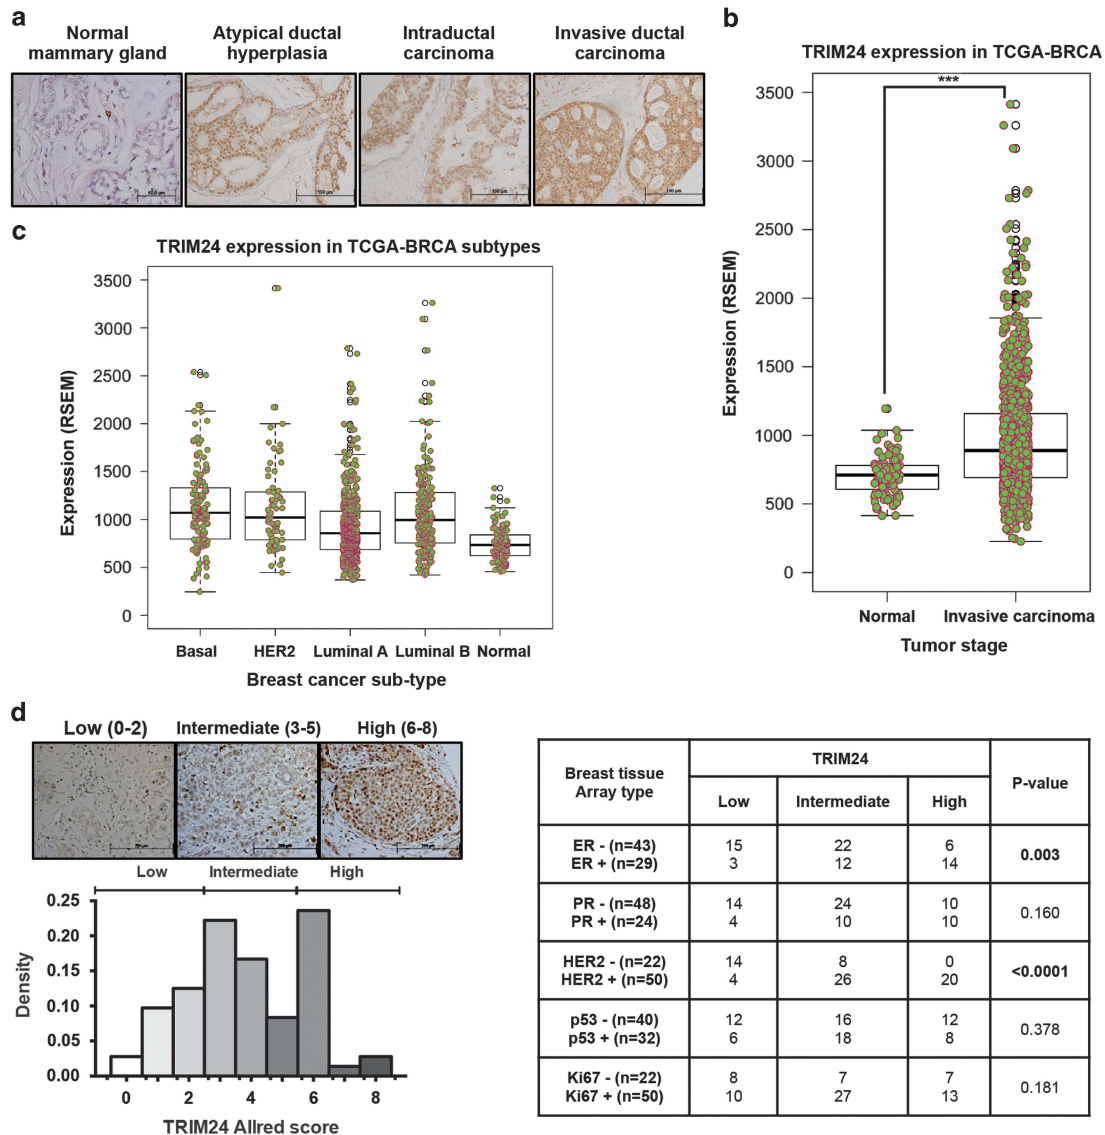 a
Normal
mammary gland
Atypical ductal
hyperplasia
Intraductal
carcinoma
Invasive ductal
carcinoma
100 µm
100 µm
100 µm
b
TRIM24 expression in TCGA-BRCA
***
Expression (RSEM)
3500
3000
2500
2000
1500
1000
500
0
Normal
Invasive carcinoma
Tumor stage
c
TRIM24 expression in TCGA-BRCA subtypes
Expression (RSEM)
3500
3000
2500
2000
1500
1000
500
0
Basal
HER2
Luminal A
Luminal B
Normal
Breast cancer sub-type
d
Low (0-2)
Intermediate (3-5)
High (6-8)
Low
Intermediate
High
Density
0.25
0.20
0.15
0.10
0.05
0.00
0
2
4
6
8
TRIM24 Allred score
Breast tissue
Array type
TRIM24
P-value
Low
Intermediate
High
ER - (n=43) 15 22 6
ER + (n=29) 3 12 14
0.003
PR - (n=48) 14 24 10
PR + (n=24) 4 10 10
0.160
HER2 - (n=22) 14 8 0
HER2 + (n=50) 4 26 20
<0.0001
p53 - (n=40) 12 16 12
p53 + (n=32) 6 18 8
0.378
Ki67 - (n=22) 8 7 7
Ki67 + (n=50) 10 27 13
0.181